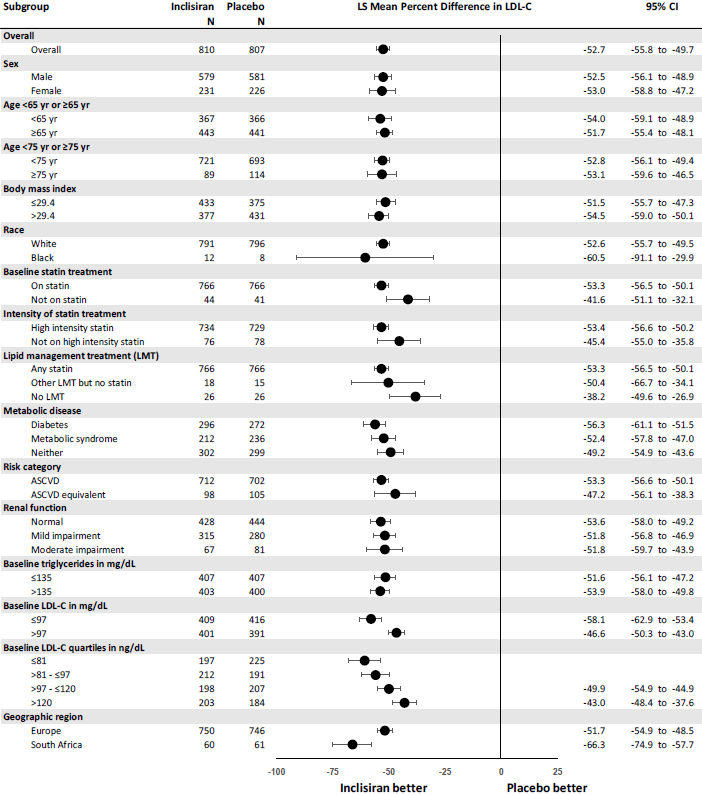 Subgroup Inclisiran Placebo LS Mean Percent Difference in LDL-C 95% CI
N N
Overall
Overall 810 807 -52.7 -55.8 to -49.7
Sex
Male 579 581 -52.5 -56.1 to -48.9
Female 231 226 -53.0 -58.8 to -47.2
Age <65 yr or ≥65 yr
<65 yr 367 366 -54.0 -59.1 to -48.9
≥65 yr 443 441 -51.7 -55.4 to -48.1
Age <75 yr or ≥75 yr
<75 yr 721 693 -52.8 -56.1 to -49.4
≥75 yr 89 114 -53.1 -59.6 to -46.5
Body mass index
≤29.4 433 375 -51.5 -55.7 to -47.3
>29.4 377 431 -54.5 -59.0 to -50.1
Race
White 791 796 -52.6 -55.7 to -49.5
Black 12 8 -60.5 -91.1 to -29.9
Baseline statin treatment
On statin 766 766 -53.3 -56.5 to -50.1
Not on statin 44 41 -41.6 -51.1 to -32.1
Intensity of statin treatment
High intensity statin 734 729 -53.4 -56.6 to -50.2
Not on high intensity statin 76 78 -45.4 -55.0 to -35.8
Lipid management treatment (LMT)
Any statin 766 766 -53.3 -56.5 to -50.1
Other LMT but no statin 18 15 -50.4 -66.7 to -34.1
No LMT 26 26 -38.2 -49.6 to -26.9
Metabolic disease
Diabetes 296 272 -56.3 -61.1 to -51.5
Metabolic syndrome 212 236 -52.4 -57.8 to -47.0
Neither 302 299 -49.2 -54.9 to -43.6
Risk category
ASCVD 712 702 -53.3 -56.6 to -50.1
ASCVD equivalent 98 105 -47.2 -56.1 to -38.3
Renal function
Normal 428 444 -53.6 -58.0 to -49.2
Mild impairment 315 280 -51.8 -56.8 to -46.9
Moderate impairment 67 81 -51.8 -59.7 to -43.9
Baseline triglycerides in mg/dL
≤135 407 407 -51.6 -56.1 to -47.2
>135 403 400 -53.9 -58.0 to -49.8
Baseline LDL-C in mg/dL
≤97 409 416 -58.1 -62.9 to -53.4
>97 401 391 -46.6 -50.3 to -43.0
Baseline LDL-C quartiles in ng/dL
≤81 197 225
>81 - ≤97 212 191
>97 - ≤120 198 207 -49.9 -54.9 to -44.9
>120 203 184 -43.0 -48.4 to -37.6
Geographic region
Europe 750 746 -51.7 -54.9 to -48.5
South Africa 60 61 -66.3 -74.9 to -57.7
-100 -75 -50 -25 0 25
Inclisiran better Placebo better